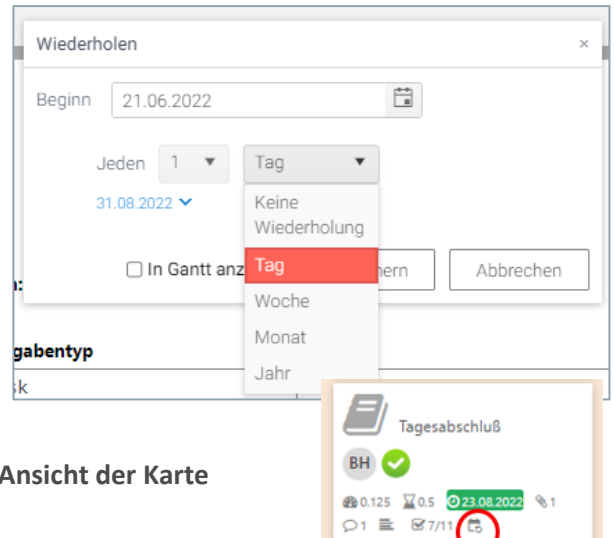 Wiederholen ×
Beginn 21.06.2022
Jeden 1 Tag
31.08.2022
Keine
Wiederholung
In Gantt anz Tag ern Abbrechen
Woche
Monat
gabentyp
Jahr
sk
Tagesabschluß
BH
Ansicht der Karte
0.125 0.5 23.08.2022 1
1 7/11